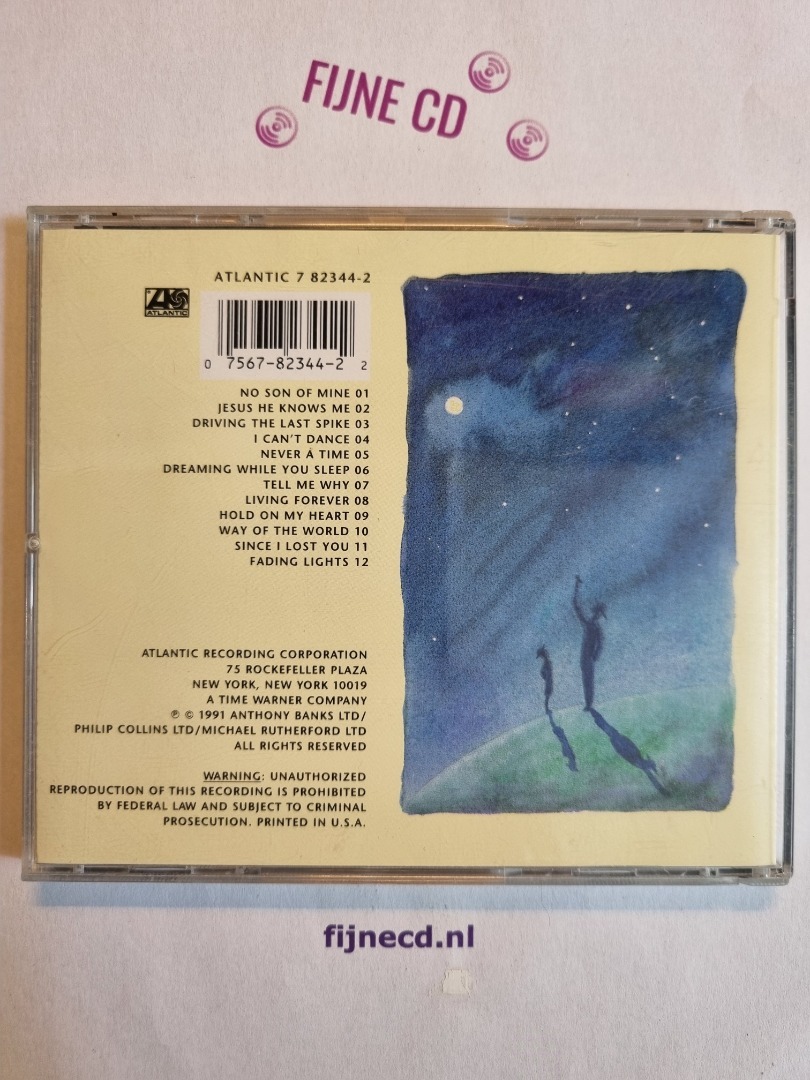 FIJNE CD
ATLANTIC 7 82344-2
ATLANTIC
0 7567-82344-2 2
NO SON OF MINE 01
JESUS HE KNOWS ME 02
DRIVING THE LAST SPIKE 03
I CAN'T DANCE 04
NEVER A TIME 05
DREAMING WHILE YOU SLEEP 06
TELL ME WHY 07
LIVING FOREVER 08
HOLD ON MY HEART 09
WAY OF THE WORLD 10
SINCE I LOST YOU 11
FADING LIGHTS 12
ATLANTIC RECORDING CORPORATION
75 ROCKEFELLER PLAZA
NEW YORK, NEW YORK 10019
A TIME WARNER COMPANY
℗ © 1991 ANTHONY BANKS LTD/
PHILIP COLLINS LTD/MICHAEL RUTHERFORD LTD
ALL RIGHTS RESERVED
WARNING: UNAUTHORIZED
REPRODUCTION OF THIS RECORDING IS PROHIBITED
BY FEDERAL LAW AND SUBJECT TO CRIMINAL
PROSECUTION. PRINTED IN U.S.A.
fijnecd.nl